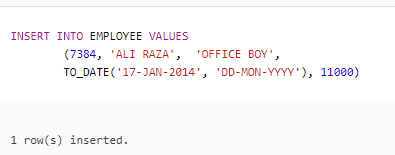 INSERT INTO EMPLOYEE VALUES
(7384, 'ALI RAZA', 'OFFICE BOY',
TO_DATE('17-JAN-2014', 'DD-MON-YYYY'), 11000)
1 row(s) inserted.